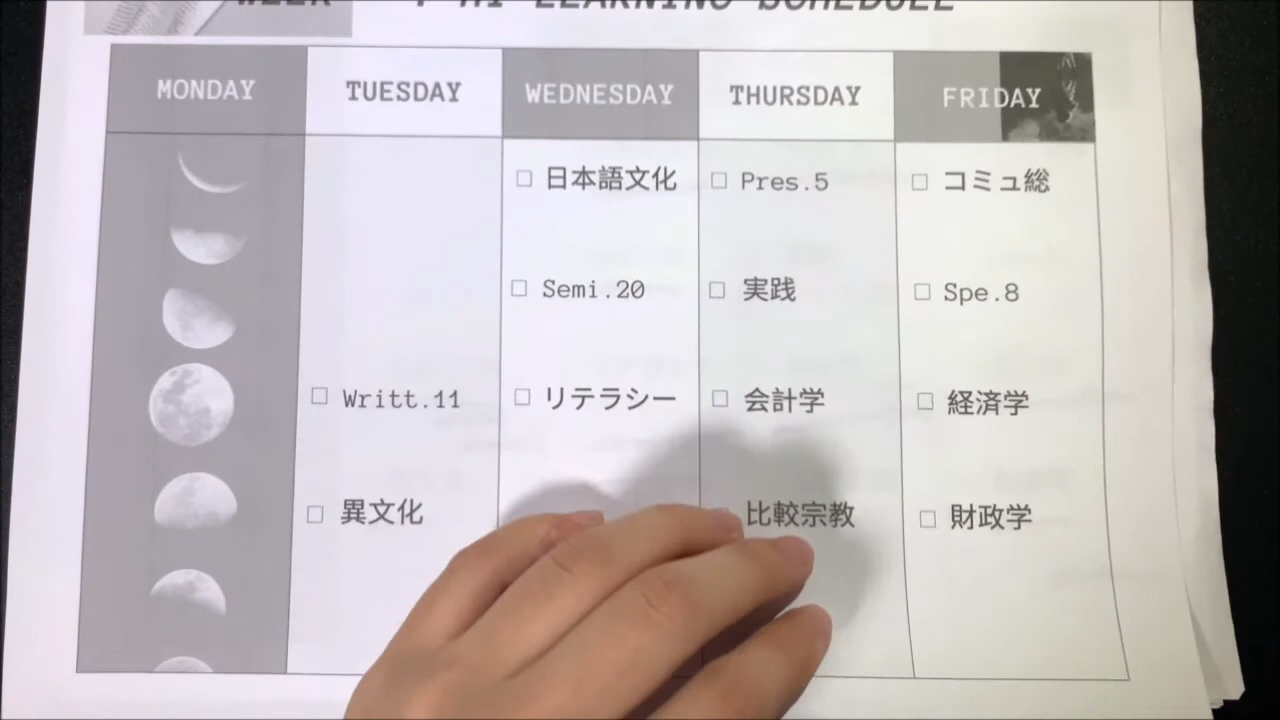 LEARNING SCHEDULE
MONDAY
TUESDAY
WEDNESDAY
THURSDAY
FRIDAY
日本語文化
Pres.5
コミュ総
Semi.20
実践
Spe.8
Writt.11
リテラシー
会計学
経済学
異文化
比較宗教
財政学